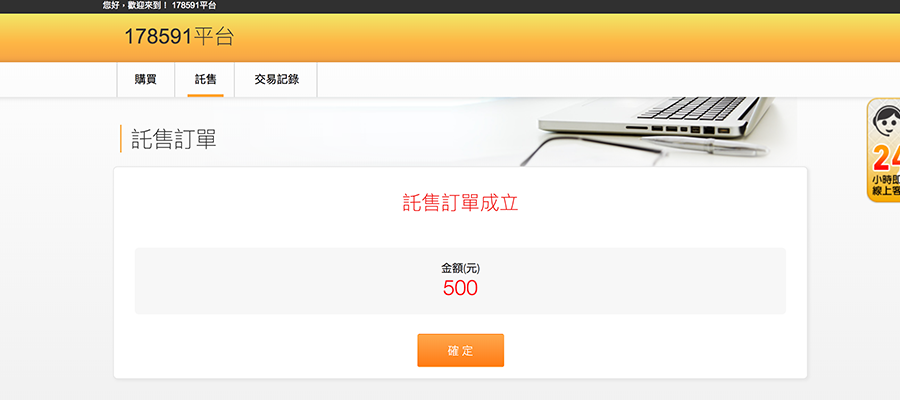 您好，歡迎來到！ 178591平台
178591平台
購買
託售
交易記錄
託售訂單
託售訂單成立
金額(元)
500
確 定
24
小時
線上客